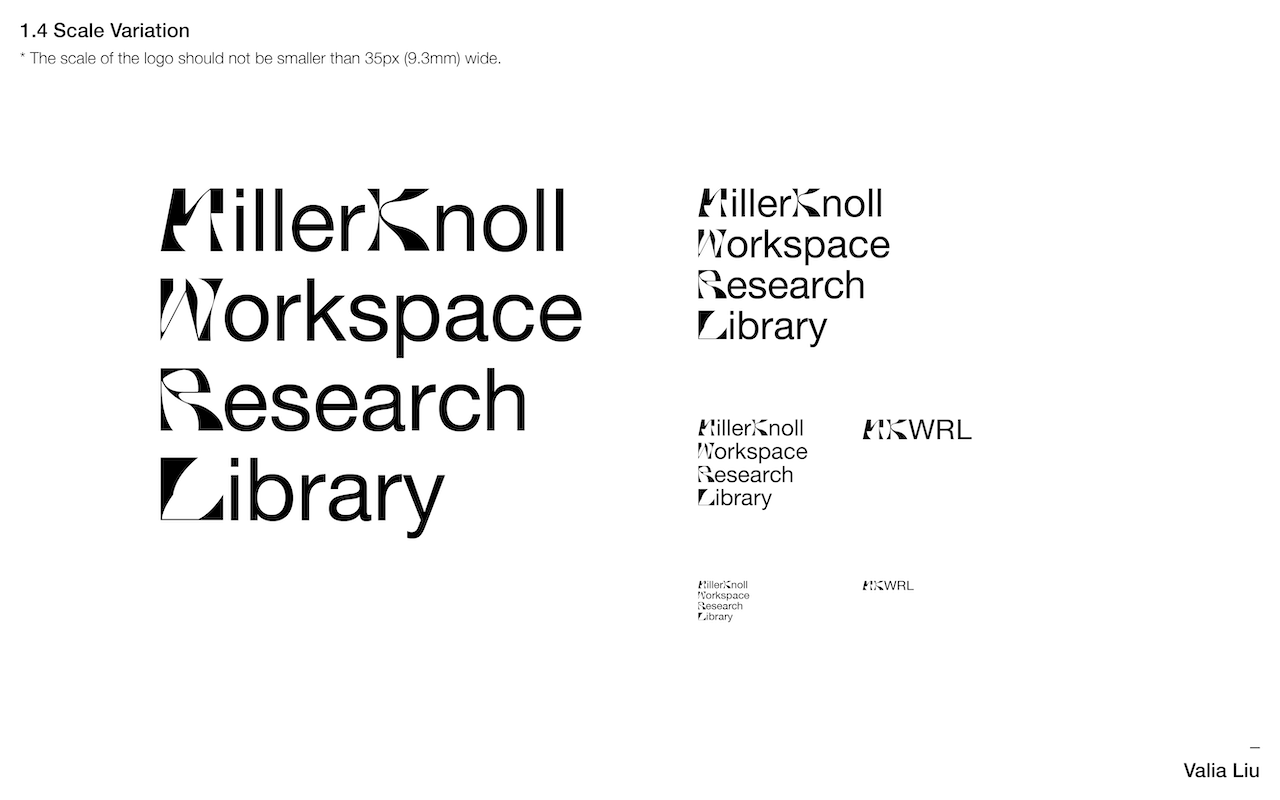 1.4 Scale Variation
* The scale of the logo should not be smaller than 35px (9.3mm) wide.
MillerKnoll
Workspace
Research
Library
MillerKnoll
Workspace
Research
Library
MillerKnoll
Workspace
Research
Library
MKWRL
MillerKnoll
Workspace
Research
Library
MKWRL
Valia Liu